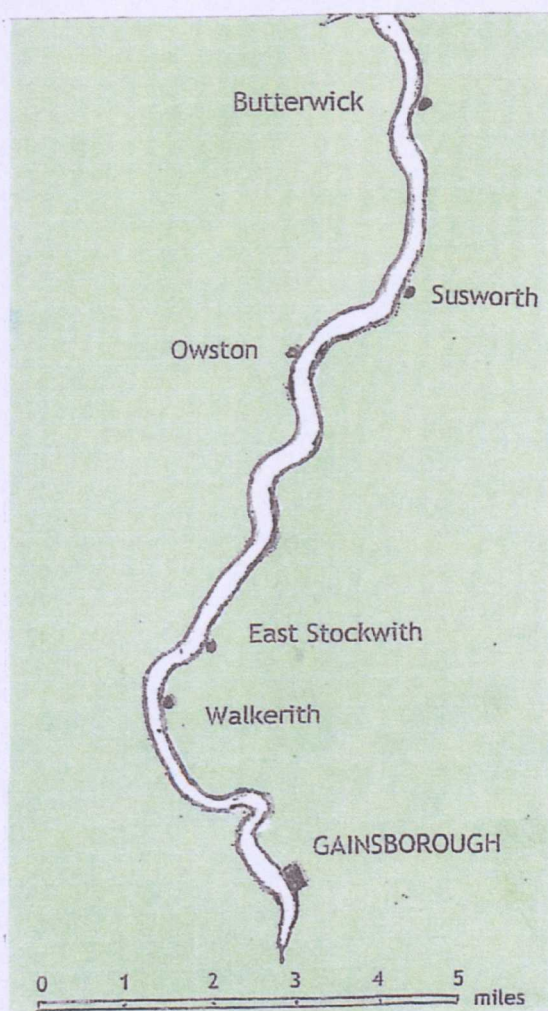 Butterwick
Susworth
Owston
East Stockwith
Walkerith
GAINSBOROUGH
0 1 2 3 4 5
miles